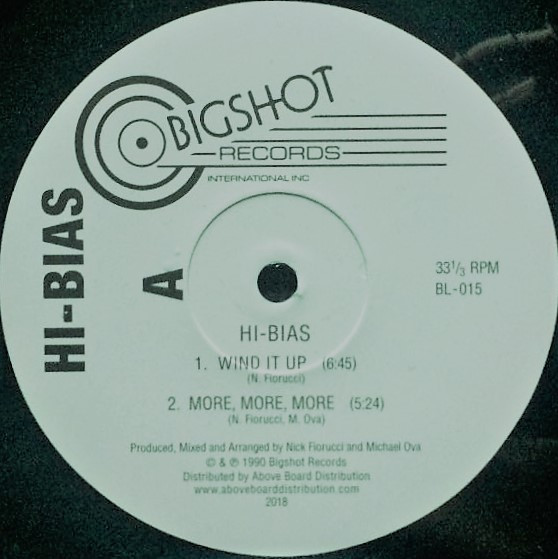 BIGSHOT
RECORDS
INTERNATIONAL INC
HI-BIAS
A
33⅓ RPM
BL-015
HI-BIAS
1. WIND IT UP (6:45)
(N. Fiorucci)
2. MORE, MORE, MORE (5:24)
(N. Fiorucci, M. Ova)
Produced, Mixed and Arranged by Nick Fiorucci and Michael Ova
© & ℗ 1990 Bigshot Records
Distributed by Above Board Distribution
www.aboveboarddistribution.com
2018